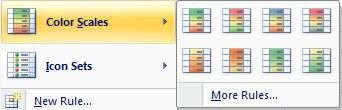 Color Scales
Icon Sets
New Rule...
More Rules...